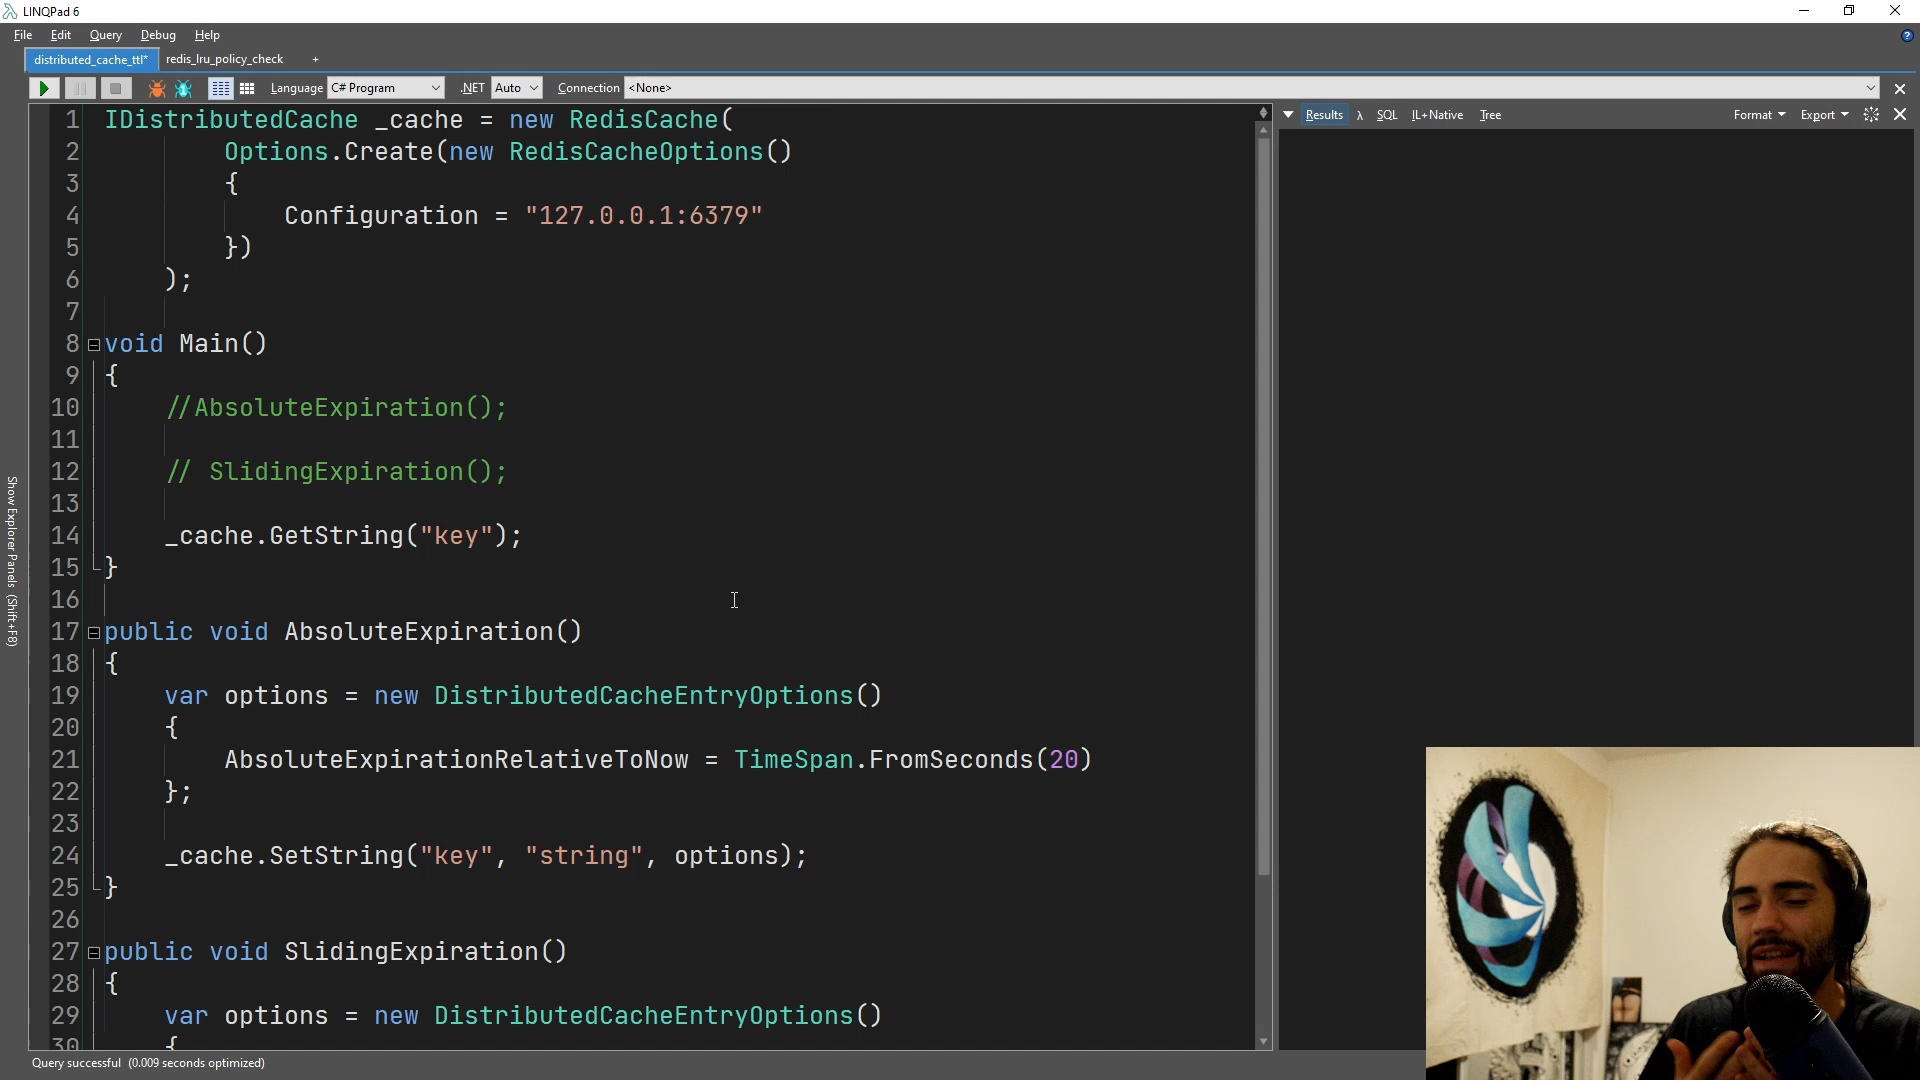 LINQPad 6
File Edit Query Debug Help
distributed_cache_ttl* redis_lru_policy_check +
Language C# Program .NET Auto Connection <None>
Show Explorer Panels (Shift+F8)
1 IDistributedCache _cache = new RedisCache(
2 Options.Create(new RedisCacheOptions()
3 {
4 Configuration = "127.0.0.1:6379"
5 })
6 );
7
8 void Main()
9 {
10 //AbsoluteExpiration();
11
12 // SlidingExpiration();
13
14 _cache.GetString("key");
15 }
16
17 public void AbsoluteExpiration()
18 {
19 var options = new DistributedCacheEntryOptions()
20 {
21 AbsoluteExpirationRelativeToNow = TimeSpan.FromSeconds(20)
22 };
23
24 _cache.SetString("key", "string", options);
25 }
26
27 public void SlidingExpiration()
28 {
29 var options = new DistributedCacheEntryOptions()
30 {
Results λ SQL IL+Native Tree Format Export
Query successful (0.009 seconds optimized)